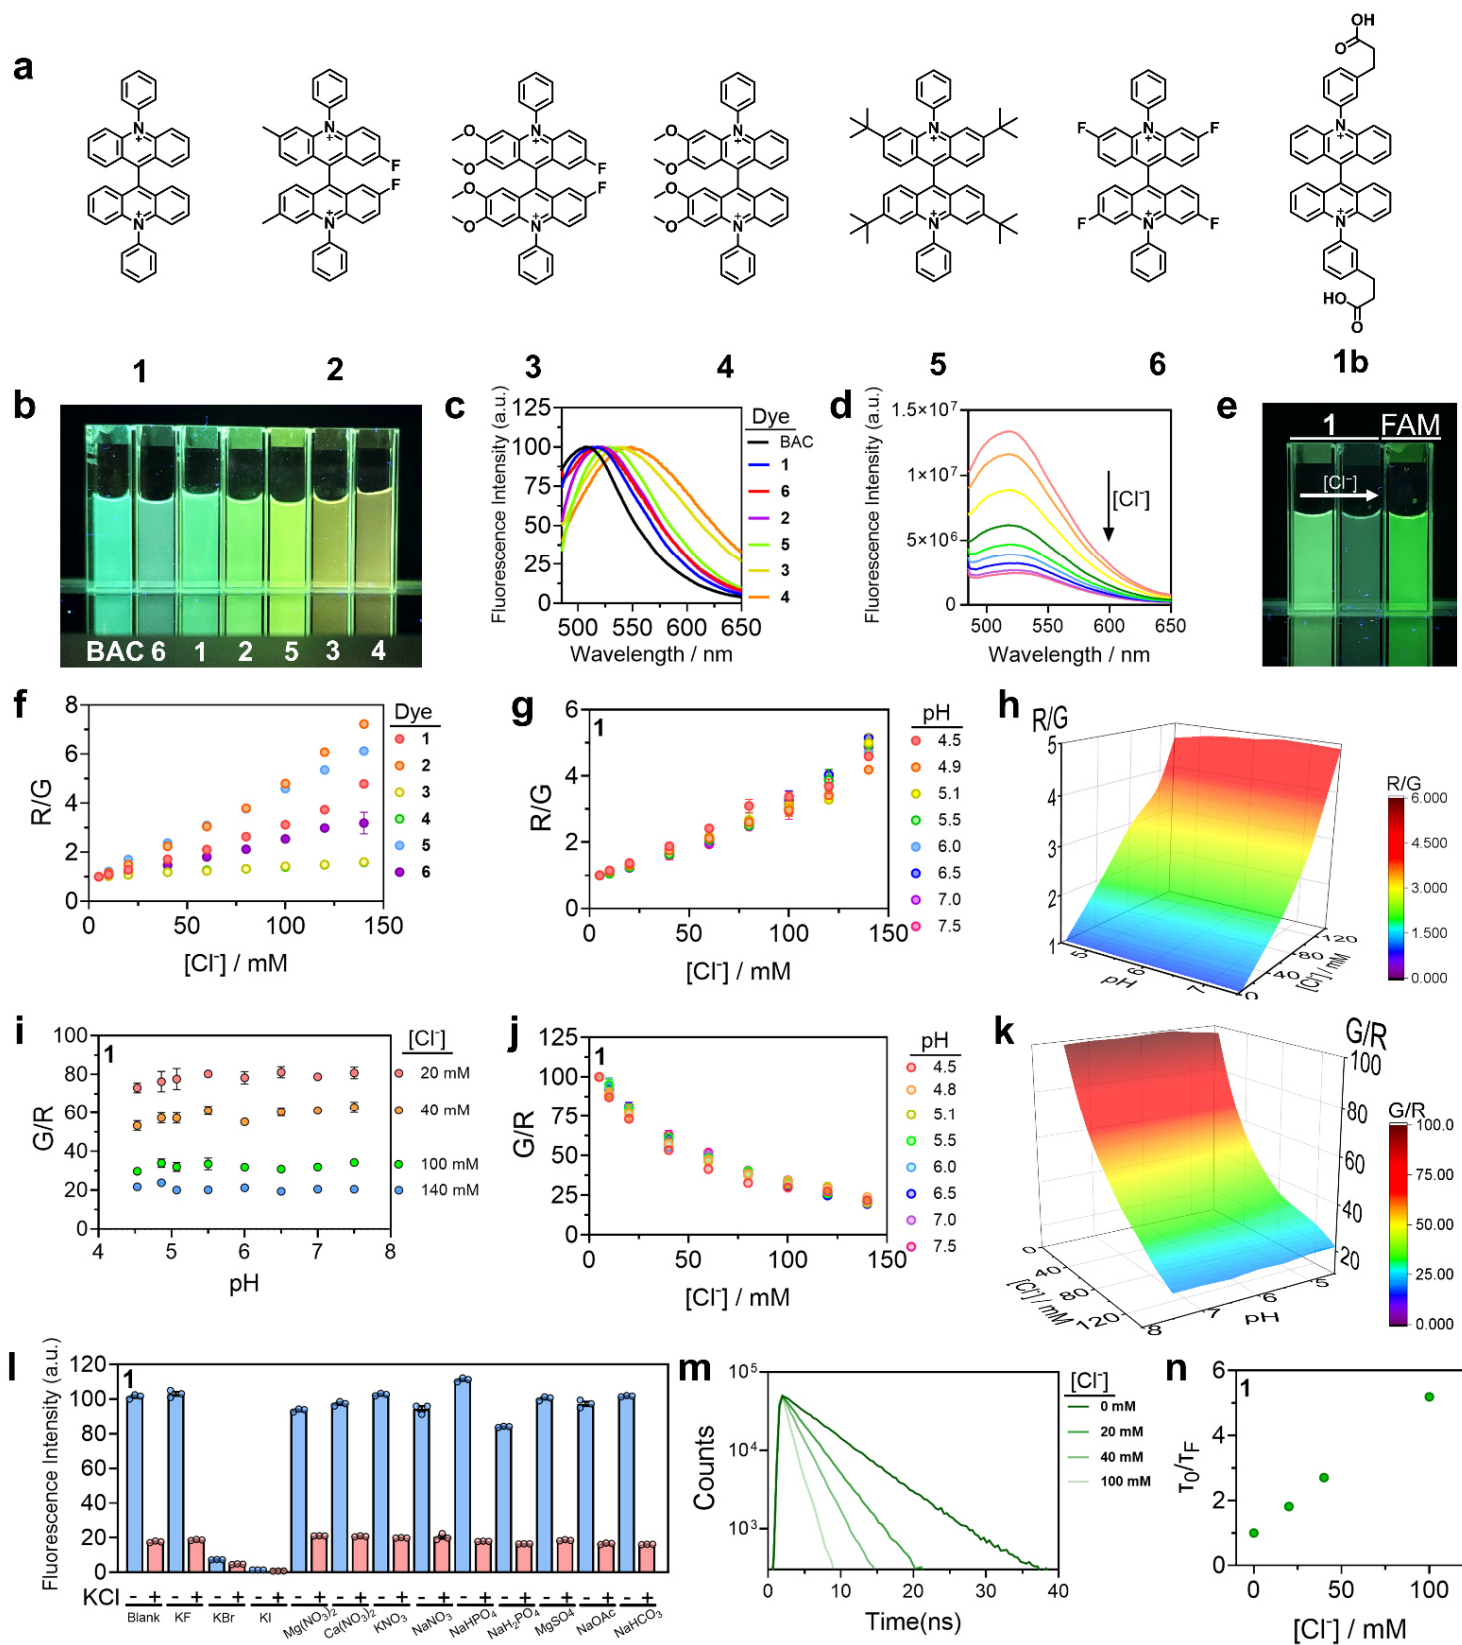 a
OH
O
N
+
+
N
N
+
F
F
+
N
O
N
+
O
F
O
F
O
+
N
O
N
+
O
O
O
+
N
N
+
+
N
F
N
+
F
F
+
N
F
N
+
+
N
HO
O
1
2
3
4
5
6
1b
b
BAC 6 1 2 5 3 4
c
Fluorescence Intensity (a.u.)
125
100
75
50
25
0
500 550 600 650
Wavelength / nm
Dye
BAC
1
6
2
5
3
4
d
Fluorescence Intensity (a.u.)
1.5×10⁷
1×10⁷
5×10⁶
0
500 550 600 650
Wavelength / nm
[Cl⁻]
e
1 FAM
[Cl⁻]
f
R/G
8
6
4
2
0
0 50 100 150
[Cl⁻] / mM
Dye
1
2
3
4
5
6
g
1
R/G
6
4
2
0
0 50 100 150
[Cl⁻] / mM
pH
4.5
4.9
5.1
5.5
6.0
6.5
7.0
7.5
h
R/G
5
4
3
2
1
5 6 7
pH
0 40 80 120
[Cl⁻] / mM
R/G
6.000
4.500
3.000
1.500
0.000
i
1
G/R
100
80
60
40
20
0
4 5 6 7 8
pH
[Cl⁻]
20 mM
40 mM
100 mM
140 mM
j
1
G/R
125
100
75
50
25
0
0 50 100 150
[Cl⁻] / mM
pH
4.5
4.8
5.1
5.5
6.0
6.5
7.0
7.5
k
G/R
100
80
60
40
20
0 40 80 120
[Cl⁻] / mM
8 7 6 5
pH
G/R
100.0
75.00
50.00
25.00
0.000
l
1
Fluorescence Intensity (a.u.)
120
100
80
60
40
20
0
KCl - + - + - + - + - + - + - + - + - + - + - + - + - +
Blank KF KBr KI Mg(NO₃)₂ Ca(NO₃)₂ KNO₃ NaNO₃ NaHPO₄ NaH₂PO₄ MgSO4 NaOAc NaHCO₃
m
Counts
10⁵
10⁴
10³
0 10 20 30 40
Time(ns)
[Cl⁻]
0 mM
20 mM
40 mM
100 mM
n
1
τ₀/τF
6
4
2
0
0 50 100
[Cl⁻] / mM